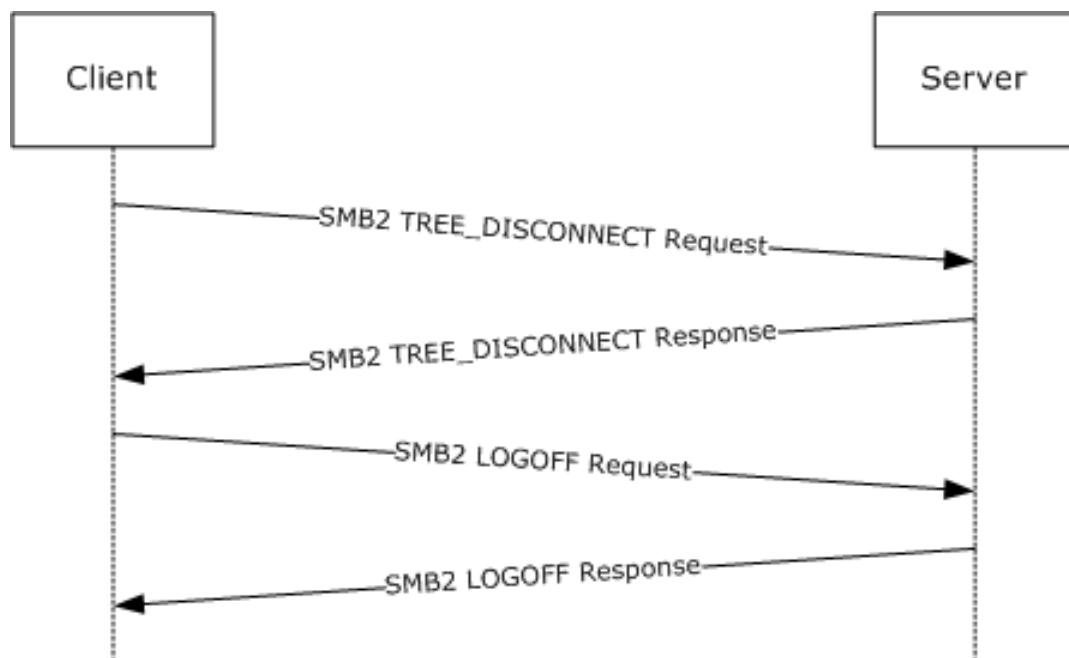 Client
Server
SMB2 TREE_DISCONNECT Request
SMB2 TREE_DISCONNECT Response
SMB2 LOGOFF Request
SMB2 LOGOFF Response